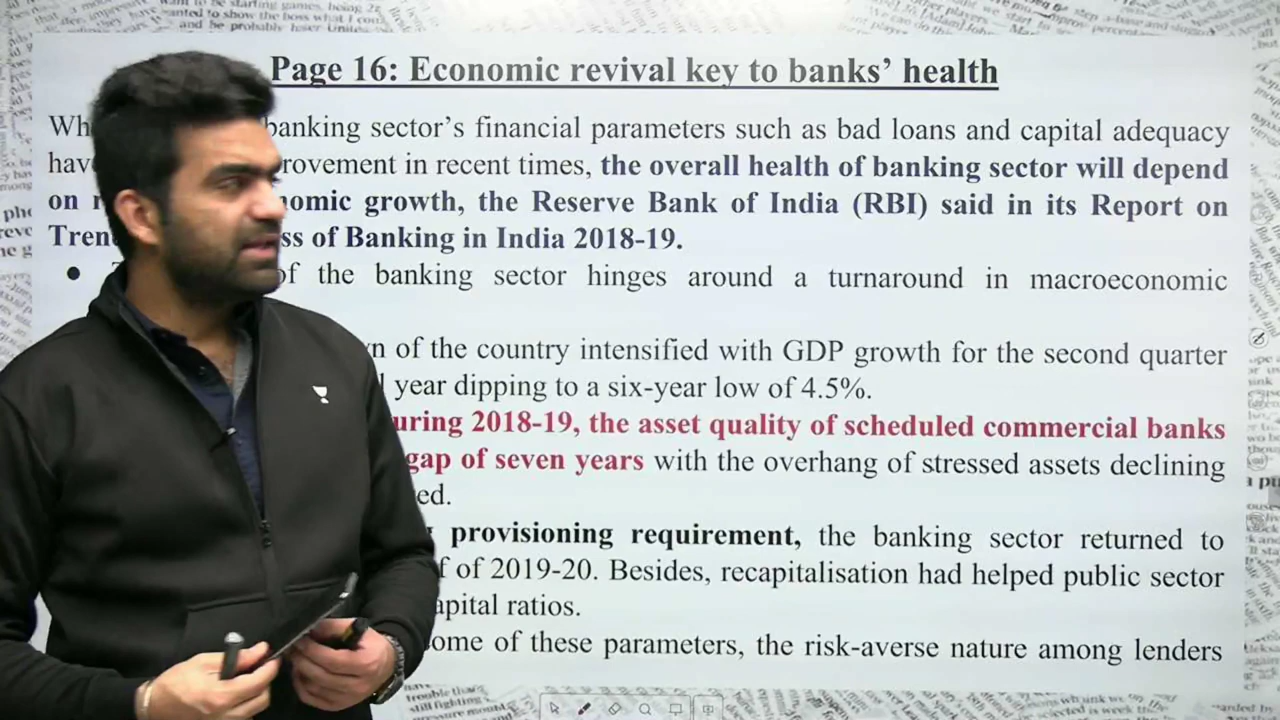 Page 16: Economic revival key to banks’ health
Wh banking sector’s financial parameters such as bad loans and capital adequacy
have rovement in recent times, the overall health of banking sector will depend
on omic growth, the Reserve Bank of India (RBI) said in its Report on
Tren ss of Banking in India 2018-19.
● of the banking sector hinges around a turnaround in macroeconomic
n of the country intensified with GDP growth for the second quarter
year dipping to a six-year low of 4.5%.
uring 2018-19, the asset quality of scheduled commercial banks
gap of seven years with the overhang of stressed assets declining
ed.
provisioning requirement, the banking sector returned to
f of 2019-20. Besides, recapitalisation had helped public sector
apital ratios.
ome of these parameters, the risk-averse nature among lenders